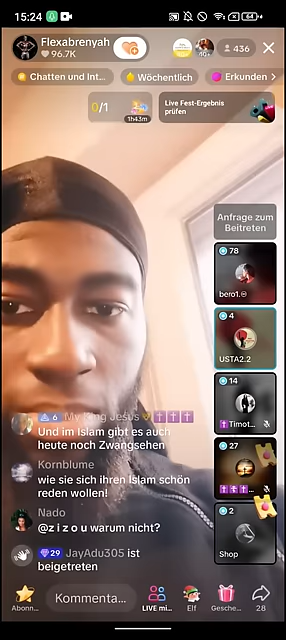 15:24
64
Flexabrenyah
96.7K
40+
436
Chatten und Int...
Wöchentlich
Erkunden
0/1
1h43m
Live Fest-Ergebnis
prüfen
Anfrage zum
Beitreten
78
bero1.
4
USTA2.2
14
Timot...
27
2
Shop
6 My King Jesus
Und im Islam gibt es auch
heute noch Zwangsehen
Kornblume
wie sie sich ihren Islam schön
reden wollen!
Nado
@z i z o u warum nicht?
29 JayAdu305 ist
beigetreten
Abonn...
Kommenta...
LIVE mi...
Elf
Gesche...
28